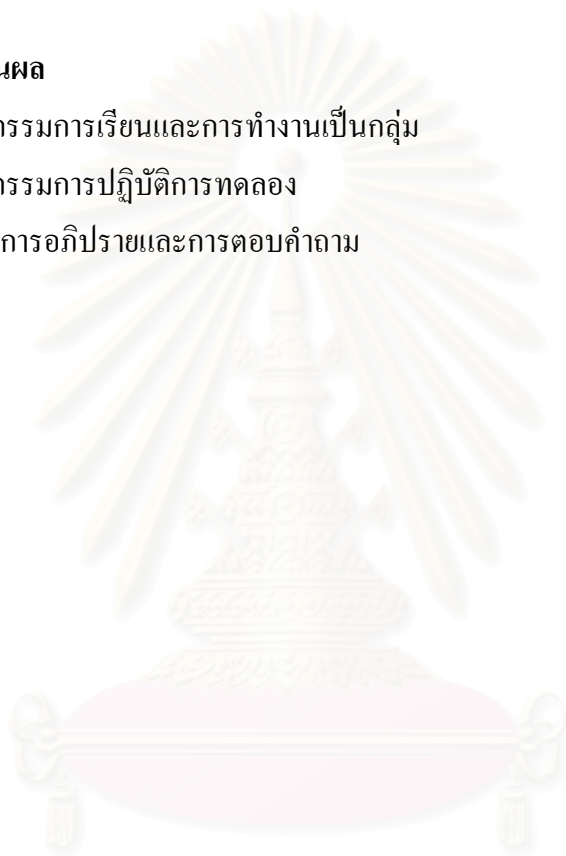 นผล
กรรมการเรียนและการทำงานเป็นกลุ่ม
กรรมการปฏิบัติการทดลอง
การอภิปรายและการตอบคำถาม